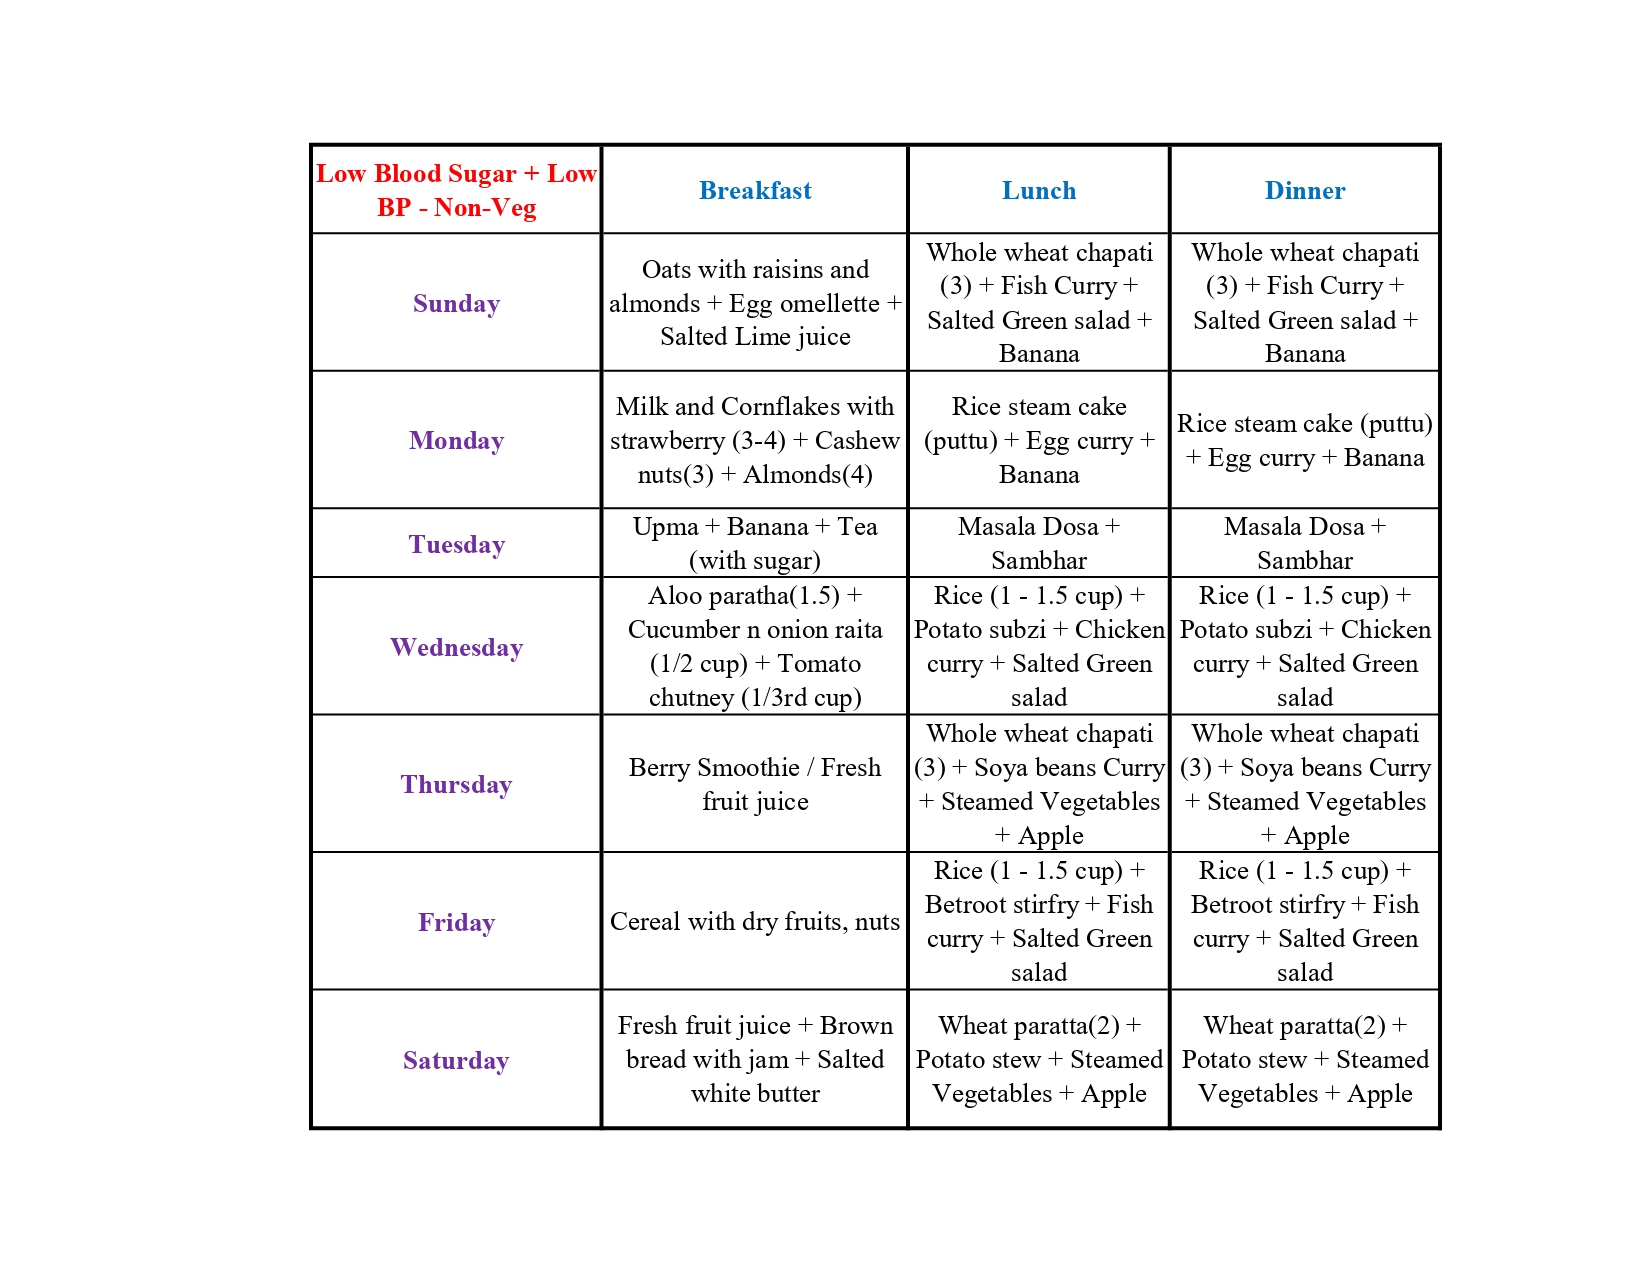 Low Blood Sugar + Low
BP - Non-Veg
Breakfast
Lunch
Dinner
Sunday
Oats with raisins and
almonds + Egg omellette +
Salted Lime juice
Whole wheat chapati
(3) + Fish Curry +
Salted Green salad +
Banana
Whole wheat chapati
(3) + Fish Curry +
Salted Green salad +
Banana
Monday
Milk and Cornflakes with
strawberry (3-4) + Cashew
nuts(3) + Almonds(4)
Rice steam cake
(puttu) + Egg curry +
Banana
Rice steam cake (puttu)
+ Egg curry + Banana
Tuesday
Upma + Banana + Tea
(with sugar)
Masala Dosa +
Sambhar
Masala Dosa +
Sambhar
Wednesday
Aloo paratha(1.5) +
Cucumber n onion raita
(1/2 cup) + Tomato
chutney (1/3rd cup)
Rice (1 - 1.5 cup) +
Potato subzi + Chicken
curry + Salted Green
salad
Rice (1 - 1.5 cup) +
Potato subzi + Chicken
curry + Salted Green
salad
Thursday
Berry Smoothie / Fresh
fruit juice
Whole wheat chapati
(3) + Soya beans Curry
+ Steamed Vegetables
+ Apple
Whole wheat chapati
(3) + Soya beans Curry
+ Steamed Vegetables
+ Apple
Friday
Cereal with dry fruits, nuts
Rice (1 - 1.5 cup) +
Betroot stirfry + Fish
curry + Salted Green
salad
Rice (1 - 1.5 cup) +
Betroot stirfry + Fish
curry + Salted Green
salad
Saturday
Fresh fruit juice + Brown
bread with jam + Salted
white butter
Wheat paratta(2) +
Potato stew + Steamed
Vegetables + Apple
Wheat paratta(2) +
Potato stew + Steamed
Vegetables + Apple